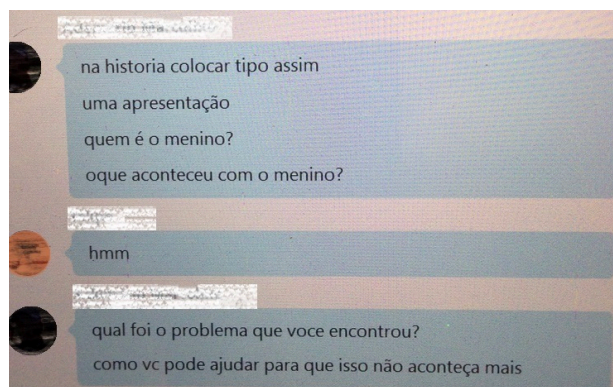 na historia colocar tipo assim
uma apresentação
quem é o menino?
oque aconteceu com o menino?
hmm
qual foi o problema que voce encontrou?
como vc pode ajudar para que isso não aconteça mais